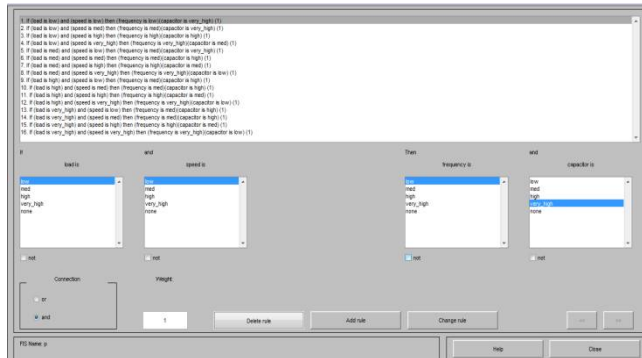 1. If (load is low) and (speed is low) then (frequency is low)(capacitor is very_high) (1)
2. If (load is low) and (speed is med) then (frequency is med)(capacitor is very_high) (1)
3. If (load is low) and (speed is high) then (frequency is high)(capacitor is high) (1)
4. If (load is low) and (speed is very_high) then (frequency is very_high)(capacitor is med) (1)
5. If (load is med) and (speed is low) then (frequency is low)(capacitor is very_high) (1)
6. If (load is med) and (speed is med) then (frequency is med)(capacitor is high) (1)
7. If (load is med) and (speed is high) then (frequency is high)(capacitor is med) (1)
8. If (load is med) and (speed is very_high) then (frequency is very_high)(capacitor is low) (1)
9. If (load is high) and (speed is low) then (frequency is low)(capacitor is high) (1)
10. If (load is high) and (speed is med) then (frequency is med)(capacitor is high) (1)
11. If (load is high) and (speed is high) then (frequency is high)(capacitor is med) (1)
12. If (load is high) and (speed is very_high) then (frequency is very_high)(capacitor is low) (1)
13. If (load is very_high) and (speed is low) then (frequency is med)(capacitor is high) (1)
14. If (load is very_high) and (speed is med) then (frequency is high)(capacitor is med) (1)
15. If (load is very_high) and (speed is high) then (frequency is high)(capacitor is med) (1)
16. If (load is very_high) and (speed is very_high) then (frequency is very_high)(capacitor is low) (1)
If and Then and
load is speed is frequency is capacitor is
low low low low
med med med med
high high high high
very_high very_high very_high very_high
none none none none
not not not not
Connection Weight:
or
and 1 Delete rule Add rule Change rule << >>
FIS Name: p Help Close